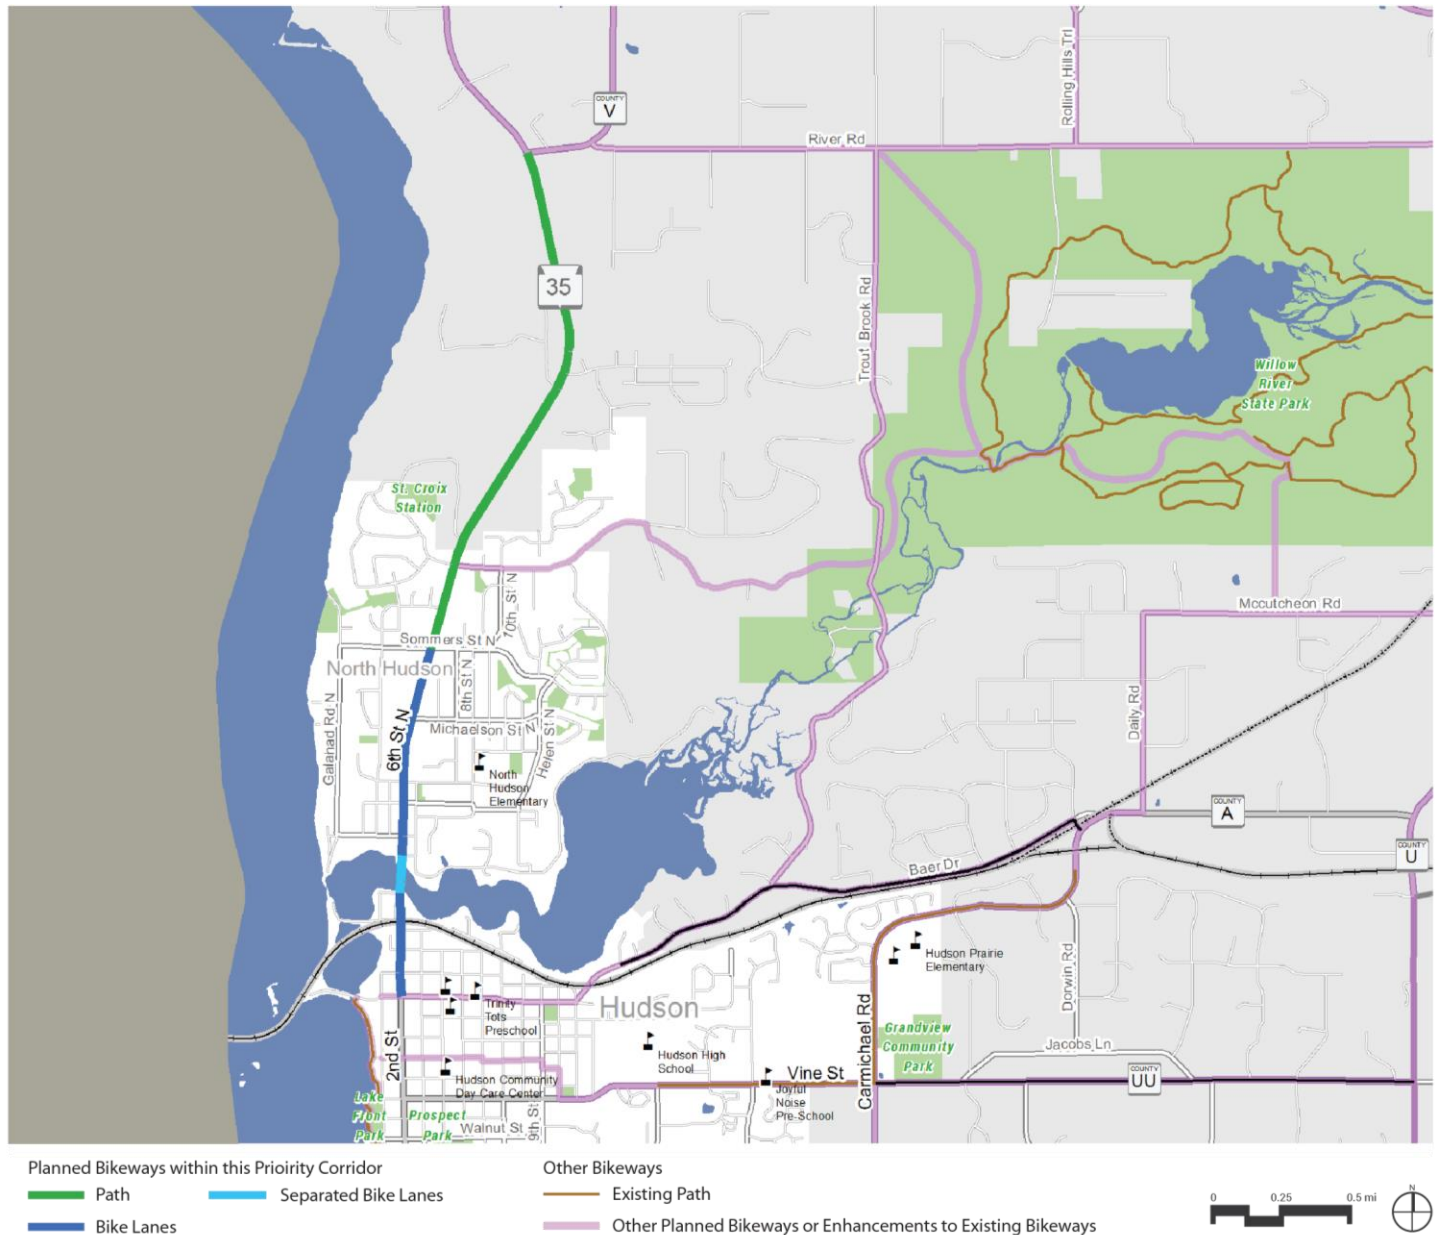 COUNTY
V
River Rd
Rolling Hills Trl
35
Trout Brook Rd
Willow
River
State Park
St. Croix
Station
10th St N
Mccutcheon Rd
Sommers St N
North Hudson
8th St N
Galahad Rd N
6th St N
Michaelson St N
Helen St N
Daily Rd
North
Hudson
Elementary
COUNTY
A
COUNTY
U
Baer Dr
Hudson Prairie
Elementary
Dorwin Rd
Trinity
Tots
Preschool
Hudson
Carmichael Rd
Grandview
Community
Park
2nd St
Hudson High
School
Jacobs Ln
Hudson Community
Day Care Center
Vine St
COUNTY
UU
Joyful
Noise
Pre-School
Lake
Front
Park
Prospect
Park
Walnut St
9th St
Planned Bikeways within this Prioirity Corridor
Path
Separated Bike Lanes
Bike Lanes
Other Bikeways
Existing Path
Other Planned Bikeways or Enhancements to Existing Bikeways
0 0.25 0.5 mi
N